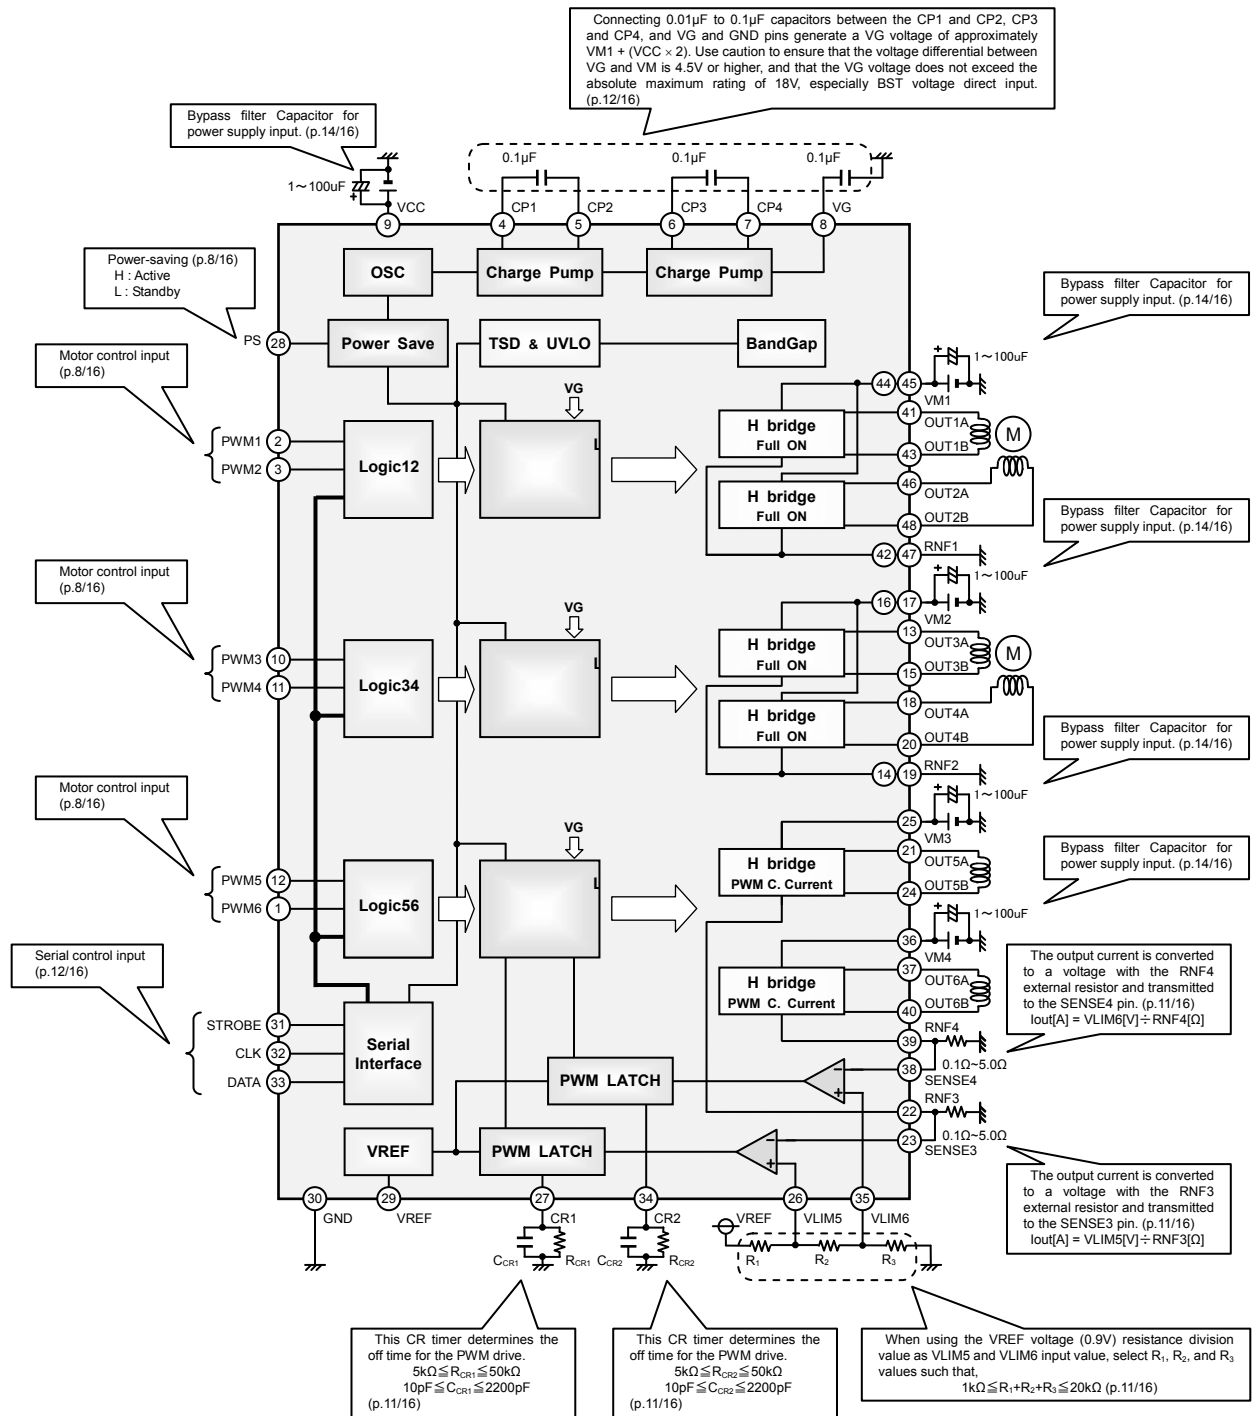 Connecting 0.01μF to 0.1μF capacitors between the CP1 and CP2, CP3
and CP4, and VG and GND pins generate a VG voltage of approximately
VM1 + (VCC × 2). Use caution to ensure that the voltage differential between
VG and VM is 4.5V or higher, and that the VG voltage does not exceed the
absolute maximum rating of 18V, especially BST voltage direct input.
(p.12/16)
Bypass filter Capacitor for
power supply input. (p.14/16)
1～100uF
+
0.1μF
0.1μF
0.1μF
VCC
CP1
CP2
CP3
CP4
VG
9
4
5
6
7
8
Power-saving (p.8/16)
H : Active
L : Standby
OSC
Charge Pump
Charge Pump
Bypass filter Capacitor for
power supply input. (p.14/16)
PS
28
Power Save
TSD & UVLO
BandGap
+
1～100uF
Motor control input
(p.8/16)
44
45
VM1
VG
PWM1
2
PWM2
3
Logic12
L
H bridge
Full ON
41
OUT1A
M
OUT1B
43
H bridge
Full ON
46
OUT2A
OUT2B
48
Bypass filter Capacitor for
power supply input. (p.14/16)
42
47
RNF1
Motor control input
(p.8/16)
+
1～100uF
16
17
VM2
VG
PWM3
10
PWM4
11
Logic34
L
H bridge
Full ON
13
OUT3A
M
OUT3B
15
H bridge
Full ON
18
OUT4A
OUT4B
20
Bypass filter Capacitor for
power supply input. (p.14/16)
14
19
RNF2
Motor control input
(p.8/16)
+
1～100uF
25
VM3
VG
PWM5
12
PWM6
1
Logic56
L
H bridge
PWM C. Current
21
OUT5A
OUT5B
24
Bypass filter Capacitor for
power supply input. (p.14/16)
+
1～100uF
36
VM4
Serial control input
(p.12/16)
H bridge
PWM C. Current
37
OUT6A
OUT6B
40
The output current is converted
to a voltage with the RNF4
external resistor and transmitted
to the SENSE4 pin. (p.11/16)
Iout[A] = VLIM6[V]÷RNF4[Ω]
STROBE
31
CLK
32
DATA
33
Serial
Interface
RNF4
39
0.1Ω~5.0Ω
38
SENSE4
PWM LATCH
−
+
RNF3
22
0.1Ω~5.0Ω
23
SENSE3
VREF
PWM LATCH
−
+
The output current is converted
to a voltage with the RNF3
external resistor and transmitted
to the SENSE3 pin. (p.11/16)
Iout[A] = VLIM5[V]÷RNF3[Ω]
30
29
27
34
26
35
GND
VREF
CR1
CR2
VREF
VLIM5
VLIM6
CCR1
RCR1
CCR2
RCR2
R1
R2
R3
This CR timer determines the
off time for the PWM drive.
5kΩ≦RCR1≦50kΩ
10pF≦CCR1≦2200pF
(p.11/16)
This CR timer determines the
off time for the PWM drive.
5kΩ≦RCR2≦50kΩ
10pF≦CCR2≦2200pF
(p.11/16)
When using the VREF voltage (0.9V) resistance division
value as VLIM5 and VLIM6 input value, select R1, R2, and R3
values such that,
1kΩ≦R1+R2+R3≦20kΩ (p.11/16)